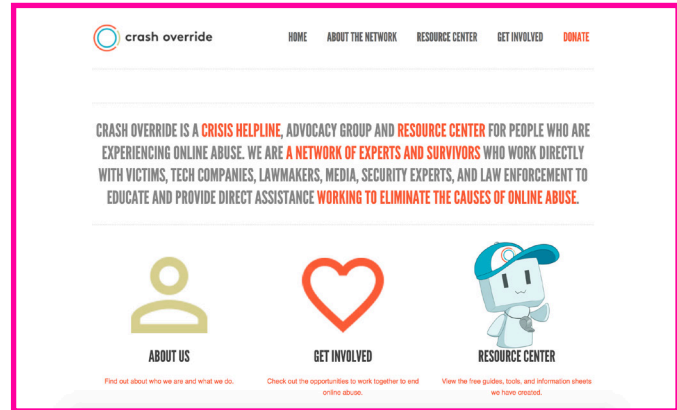 crash override
HOME ABOUT THE NETWORK RESOURCE CENTER GET INVOLVED DONATE
CRASH OVERRIDE IS A CRISIS HELPLINE, ADVOCACY GROUP AND RESOURCE CENTER FOR PEOPLE WHO ARE
EXPERIENCING ONLINE ABUSE. WE ARE A NETWORK OF EXPERTS AND SURVIVORS WHO WORK DIRECTLY
WITH VICTIMS, TECH COMPANIES, LAWMAKERS, MEDIA, SECURITY EXPERTS, AND LAW ENFORCEMENT TO
EDUCATE AND PROVIDE DIRECT ASSISTANCE WORKING TO ELIMINATE THE CAUSES OF ONLINE ABUSE.
ABOUT US
Find out about who we are and what we do.
GET INVOLVED
Check out the opportunities to work together to end
online abuse.
RESOURCE CENTER
View the free guides, tools, and information sheets
we have created.